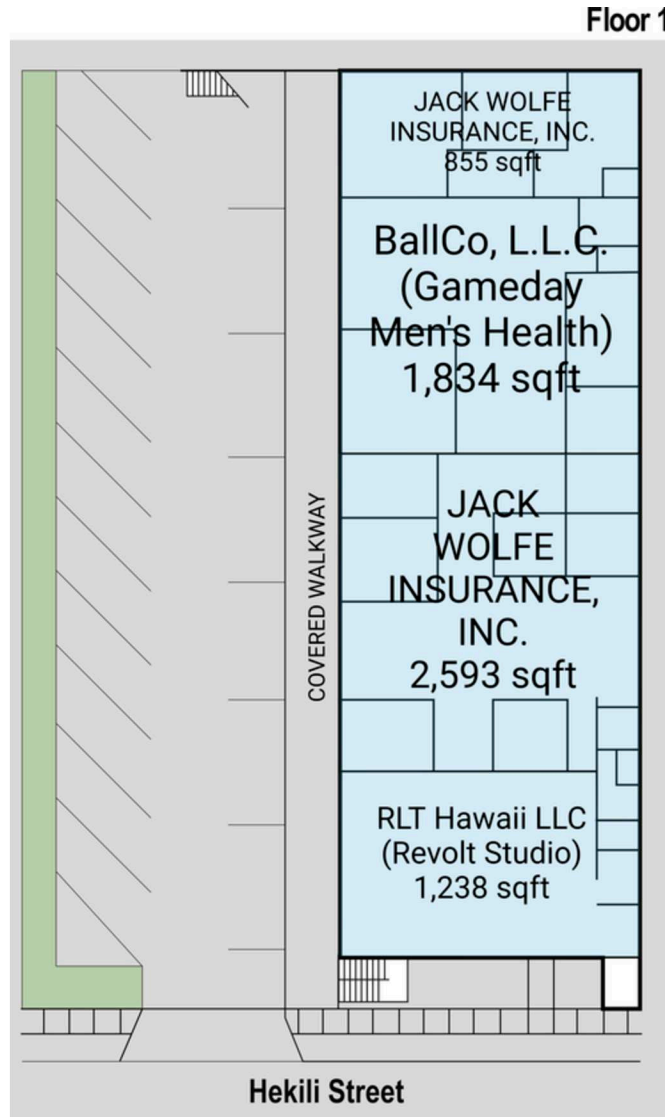 Floor 1
JACK WOLFE
INSURANCE, INC.
855 sqft
BallCo, L.L.C.
(Gameday
Men's Health)
1,834 sqft
COVERED WALKWAY
JACK
WOLFE
INSURANCE,
INC.
2,593 sqft
RLT Hawaii LLC
(Revolt Studio)
1,238 sqft
Hekili Street